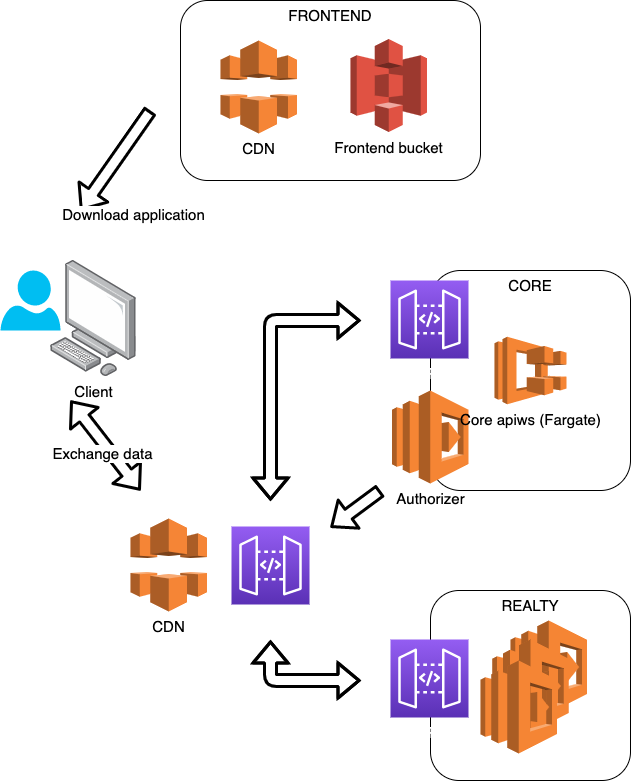 FRONTEND
CDN
Frontend bucket
Download application
CORE
</>
Client
Core apiws (Fargate)
Exchange data
Authorizer
</>
CDN
REALTY
</>